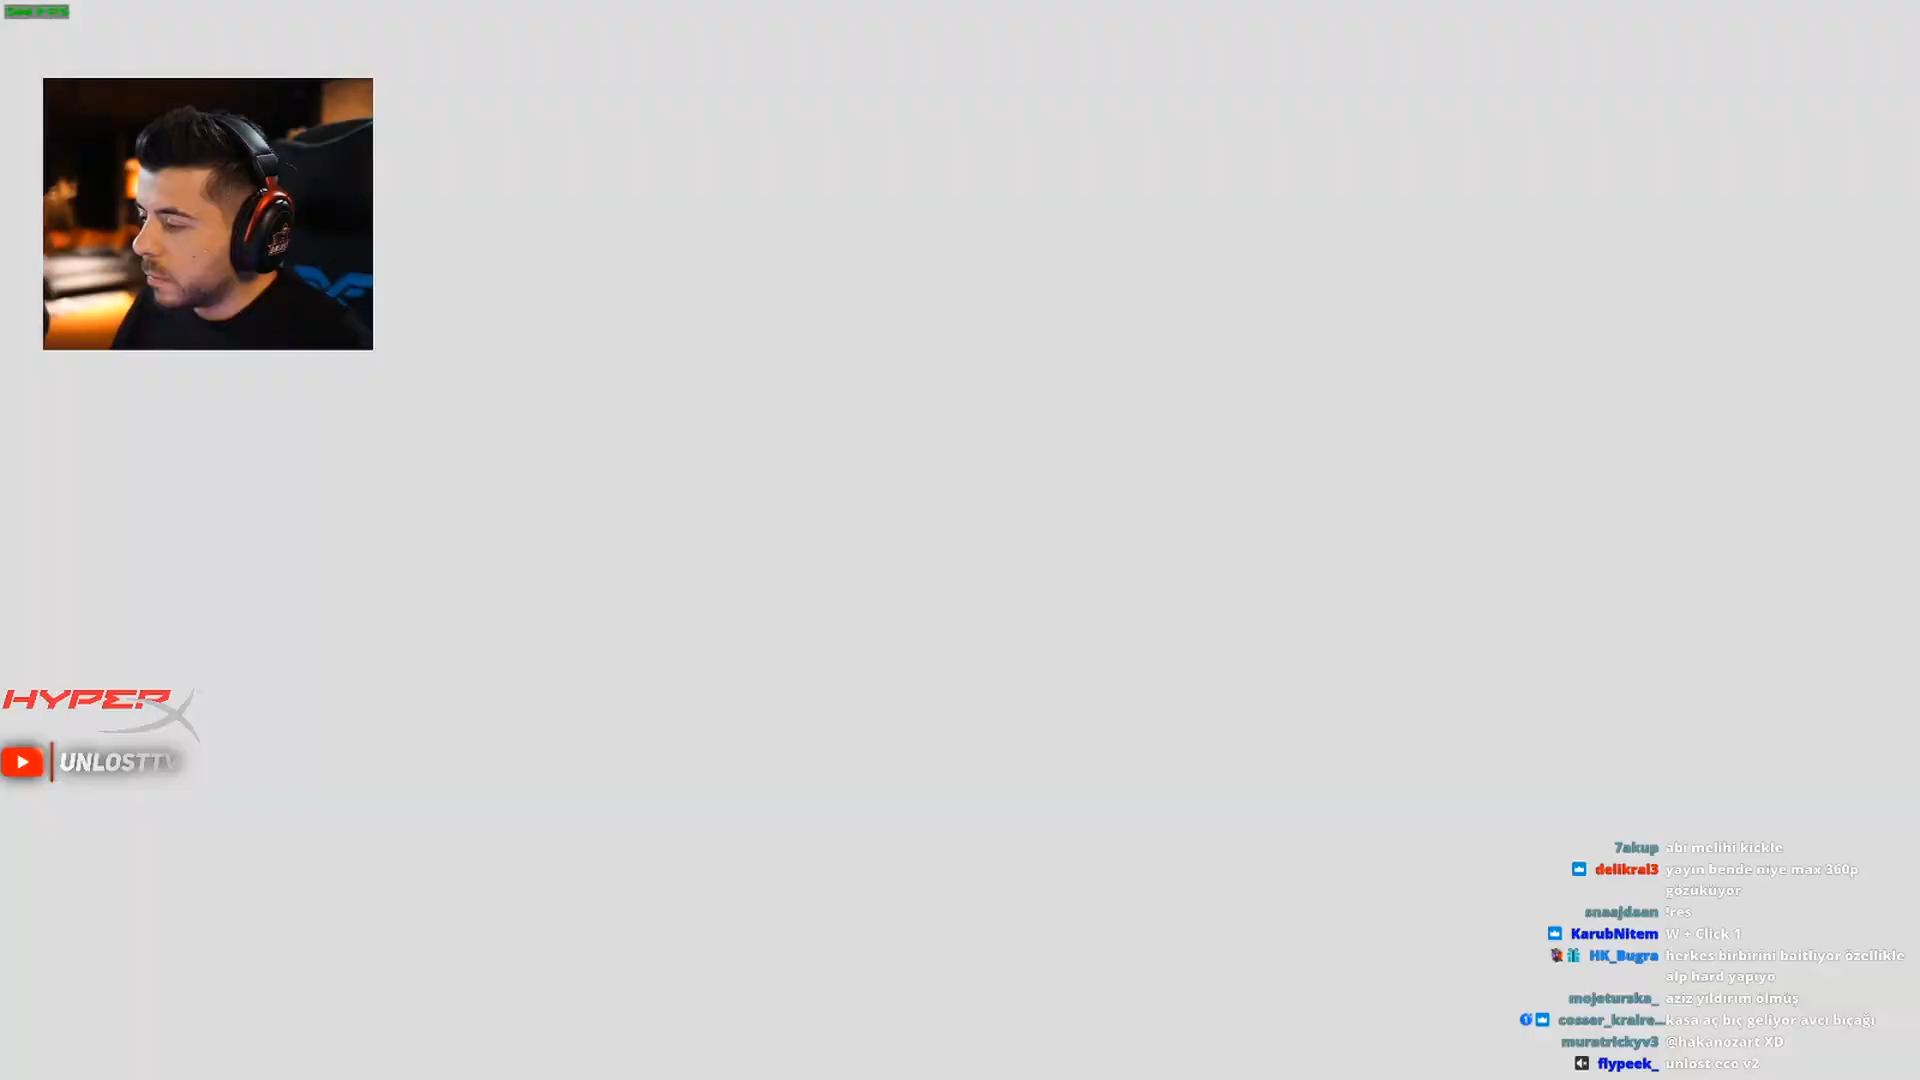 HYPERX
UNLOSTTV
7akup abi melihi kickle
delikral3 yayın bende niye max 360p
gözüküyor
snaajdaan !res
KarubNitem W + Click 1
HK_Bugra herkes birbirini baitliyor özellikle
alp hard yapıyo
mojeturska_ aziz yıldırım ölmüş
cosser_kralre... kasa aç bıç geliyor avcı bıçağı
muratrickyv3 @hakanozart XD
flypeek_ unlost eco v2